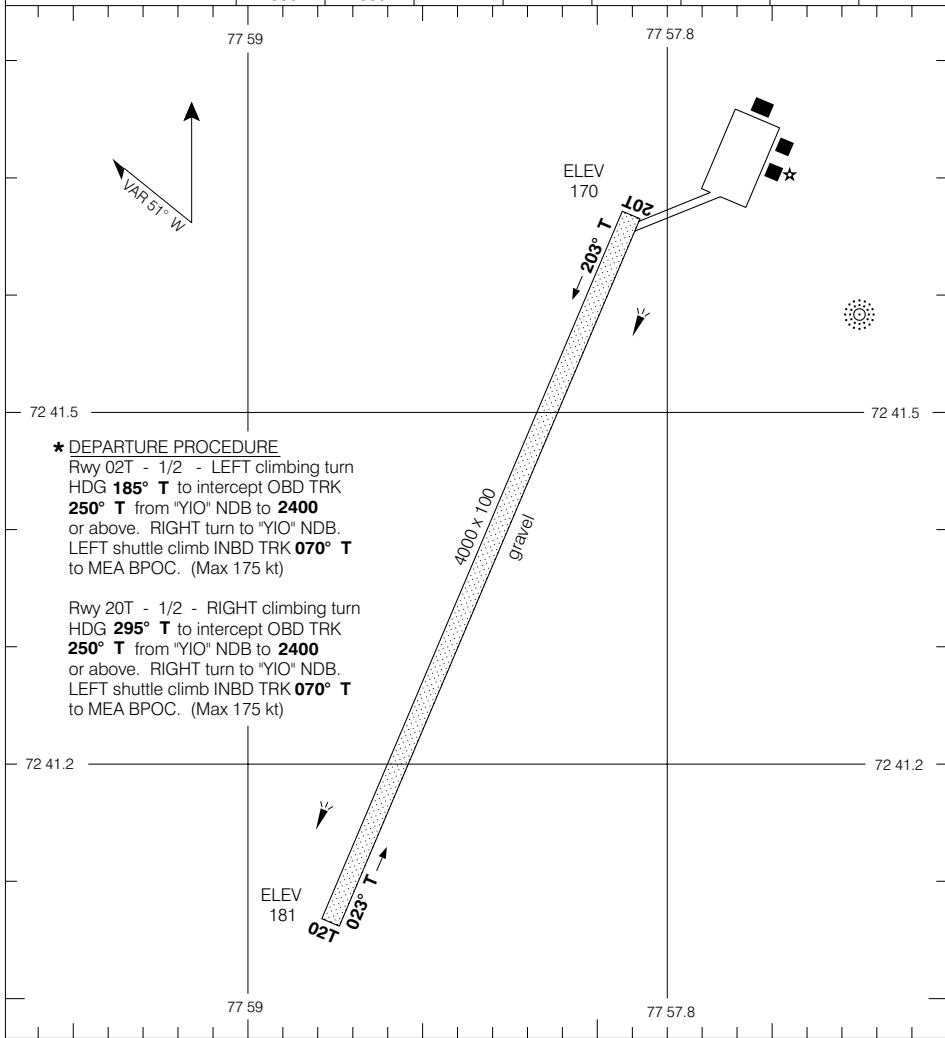 77 59
77 57.8
VAR 51° W
ELEV
170
20T
203° T
72 41.5
72 41.5
* DEPARTURE PROCEDURE
Rwy 02T - 1/2 - LEFT climbing turn
HDG 185° T to intercept OBD TRK
250° T from "YIO" NDB to 2400
or above. RIGHT turn to "YIO" NDB.
LEFT shuttle climb INBD TRK 070° T
to MEA BPOC. (Max 175 kt)
4000 x 100
gravel
Rwy 20T - 1/2 - RIGHT climbing turn
HDG 295° T to intercept OBD TRK
250° T from "YIO" NDB to 2400
or above. RIGHT turn to "YIO" NDB.
LEFT shuttle climb INBD TRK 070° T
to MEA BPOC. (Max 175 kt)
72 41.2
72 41.2
ELEV
181
02T
023° T
77 59
77 57.8